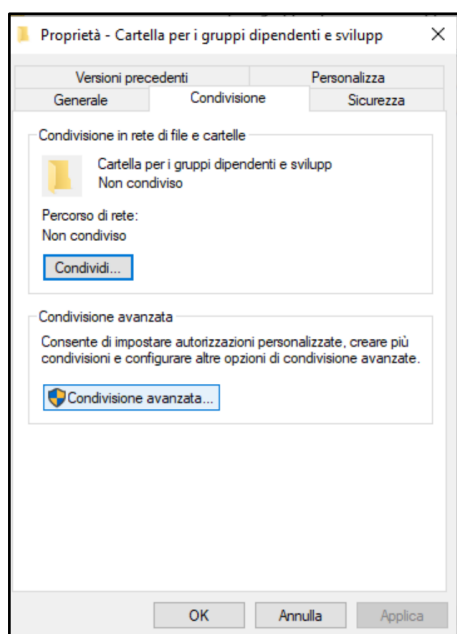 Proprietà - Cartella per i gruppi dipendenti e svilupp
Versioni precedenti
Personalizza
Generale
Condivisione
Sicurezza
Condivisione in rete di file e cartelle
Cartella per i gruppi dipendenti e svilupp
Non condiviso
Percorso di rete:
Non condiviso
Condividi...
Condivisione avanzata
Consente di impostare autorizzazioni personalizzate, creare più
condivisioni e configurare altre opzioni di condivisione avanzate.
Condivisione avanzata...
OK
Annulla
Applica